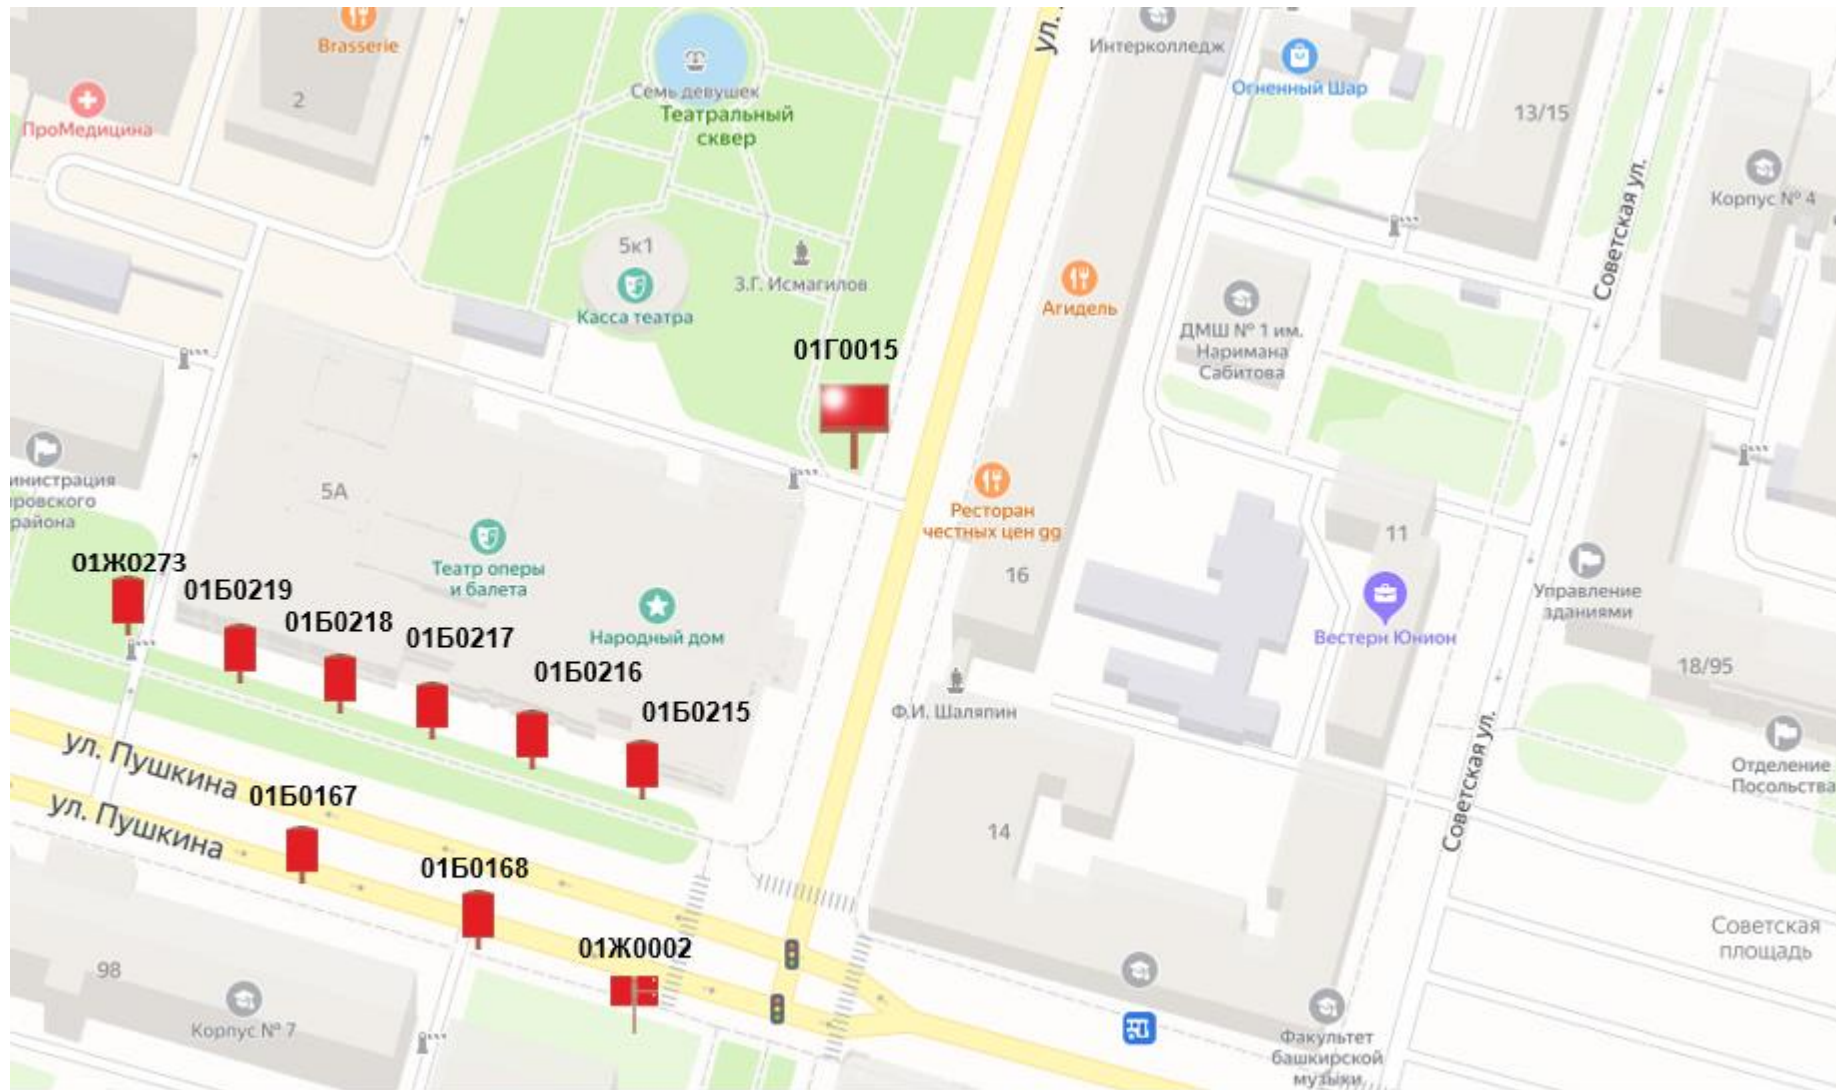 Brasserie
ул.
Интерколледж
Огненный Шар
2
ПроМедицина
Семь девушек
Театральный
сквер
13/15
Советская ул.
Корпус № 4
5к1
Касса театра
З.Г. Исмагилов
Агидель
ДМШ № 1 им.
Наримана
Сабитова
01Г0015
инистрация
ровского
района
5А
Театр оперы
и балета
Народный дом
Ресторан
честных цен gg
16
11
Вестерн Юнион
Управление
зданиями
18/95
01Ж0273
01Б0219
01Б0218
01Б0217
01Б0216
01Б0215
Ф.И. Шаляпин
Советская ул.
Отделение
Посольства
ул. Пушкина
ул. Пушкина
01Б0167
01Б0168
01Ж0002
14
Советская
площадь
98
Корпус № 7
Факультет
башкирской
музыки